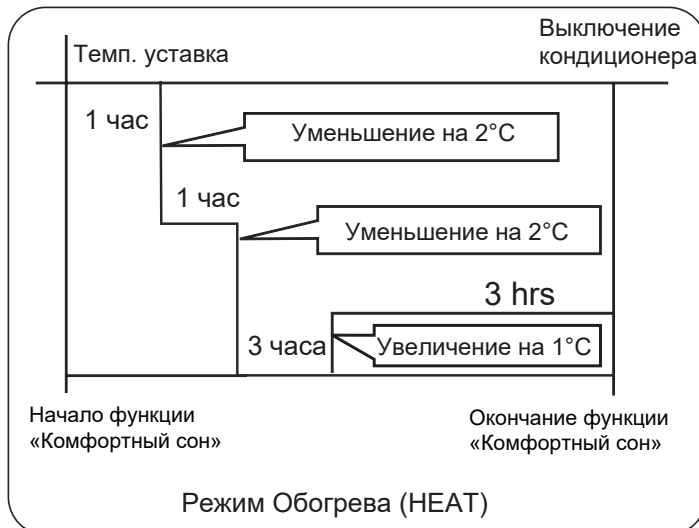 Выключение
Темп. уставка
кондиционера
1 час
Уменьшение на 2°C
1 час
Уменьшение на 2°C
3 hrs
3 часа
Увеличение на 1°C
Начало функции
«Комфортный сон»
Окончание функции
«Комфортный сон»
Режим Обогрева (HEAT)